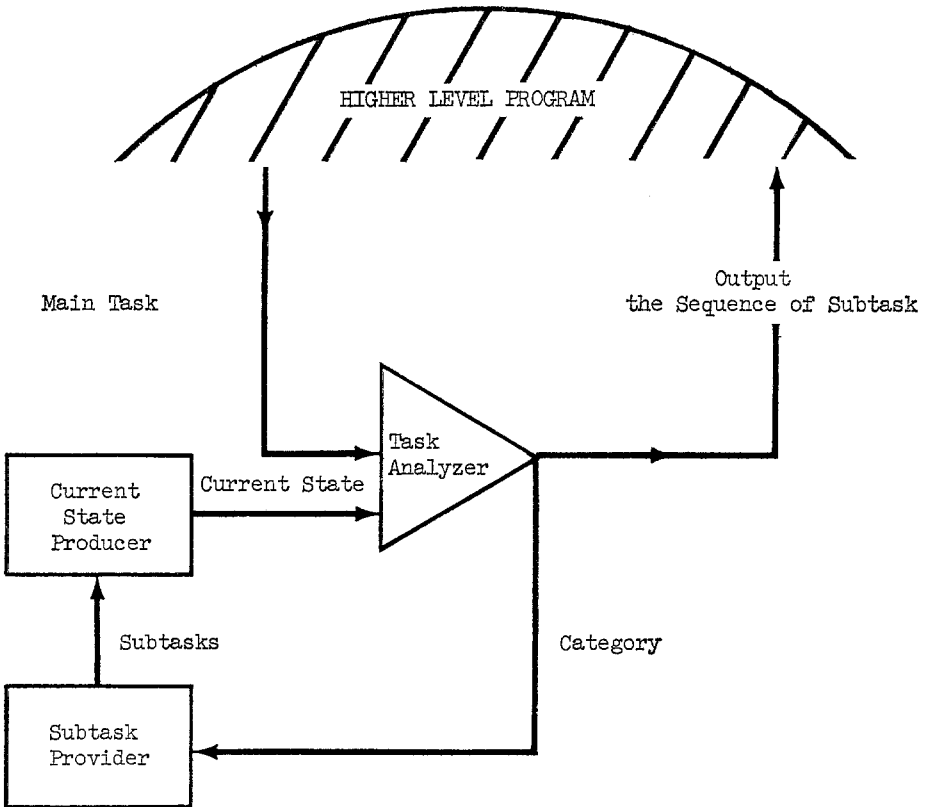 HIGHER LEVEL PROGRAM
Main Task
Output
the Sequence of Subtask
Task
Analyzer
Current State
Current
State
Producer
Subtasks
Category
Subtask
Provider